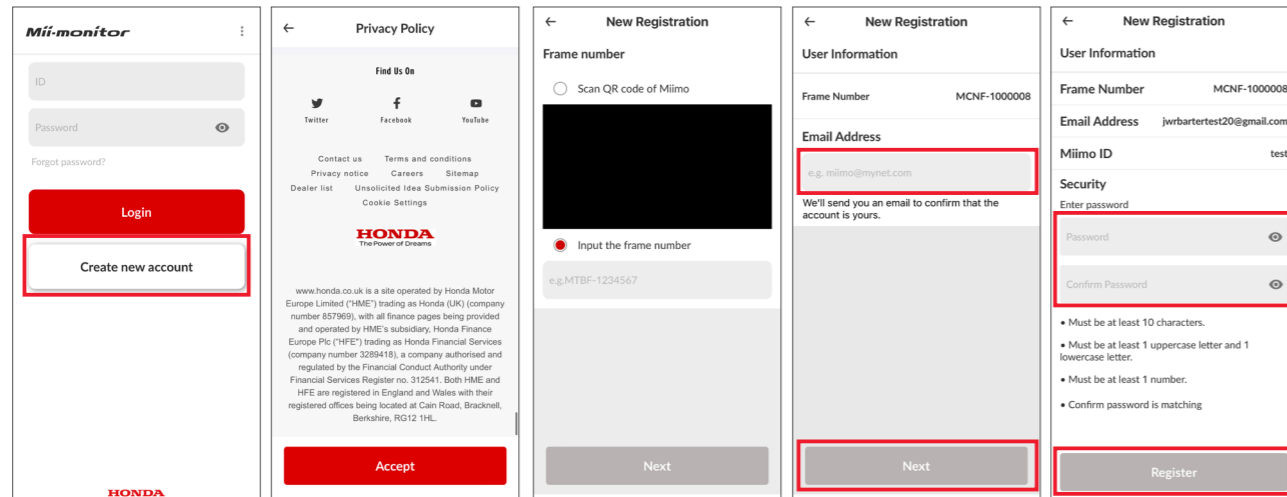 Mii-monitor
ID
Password
Forgot password?
Login
Create new account
HONDA
Privacy Policy
Find Us On
Twitter Facebook YouTube
Contact us Terms and conditions
Privacy notice Careers Sitemap
Dealer list Unsolicited Idea Submission Policy
Cookie Settings
HONDA
The Power of Dreams
www.honda.co.uk is a site operated by Honda Motor
Europe Limited ("HME") trading as Honda (UK) (company
number 857969), with all finance pages being provided
and operated by HME's subsidiary, Honda Finance
Europe Plc ("HFE") trading as Honda Financial Services
(company number 3289418), a company authorised and
regulated by the Financial Conduct Authority under
Financial Services Register no. 312541. Both HME and
HFE are registered in England and Wales with their
registered offices being located at Cain Road, Bracknell,
Berkshire, RG12 1HL.
Accept
New Registration
Frame number
Scan QR code of Miimo
Input the frame number
e.g.MTBF-1234567
Next
New Registration
User Information
Frame Number MCNF-1000008
Email Address
e.g. miimo@mynet.com
We'll send you an email to confirm that the
account is yours.
Next
New Registration
User Information
Frame Number MCNF-1000008
Email Address jwrbartertest20@gmail.com
Miimo ID test
Security
Enter password
Password
Confirm Password
• Must be at least 10 characters.
• Must be at least 1 uppercase letter and 1
lowercase letter.
• Must be at least 1 number.
• Confirm password is matching
Register